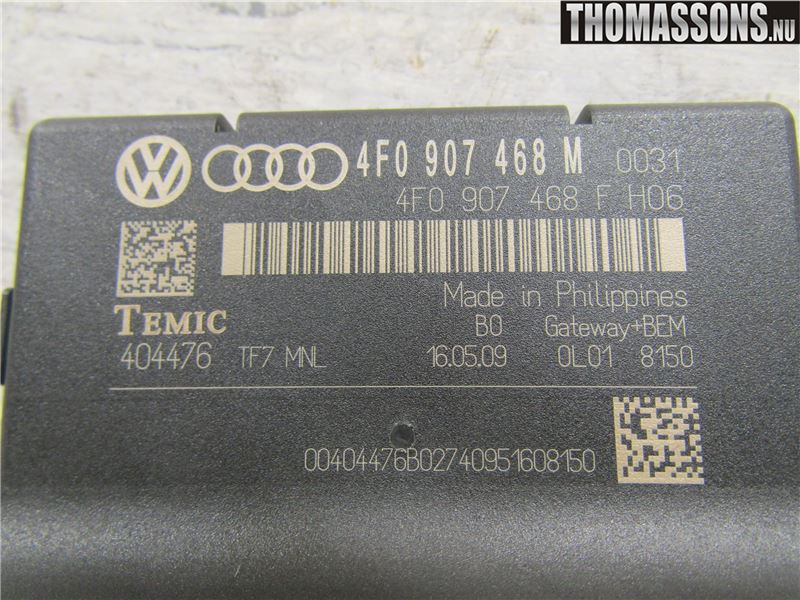 THOMASSONS.NU
4F0 907 468 M 0031
4F0 907 468 F H06
Made in Philippines
TEMIC B0 Gateway+BEM
404476 TF7 MNL 16.05.09 0L01 8150
00404476B02740951608150